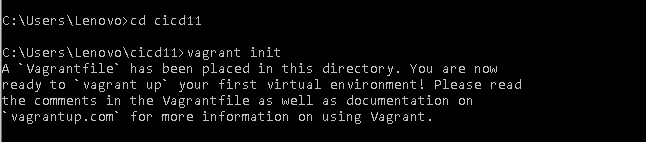 C:\Users\Lenovo>cd cicd11
C:\Users\Lenovo\cicd11>vagrant init
A `Vagrantfile` has been placed in this directory. You are now
ready to `vagrant up` your first virtual environment! Please read
the comments in the Vagrantfile as well as documentation on
`vagrantup.com` for more information on using Vagrant.